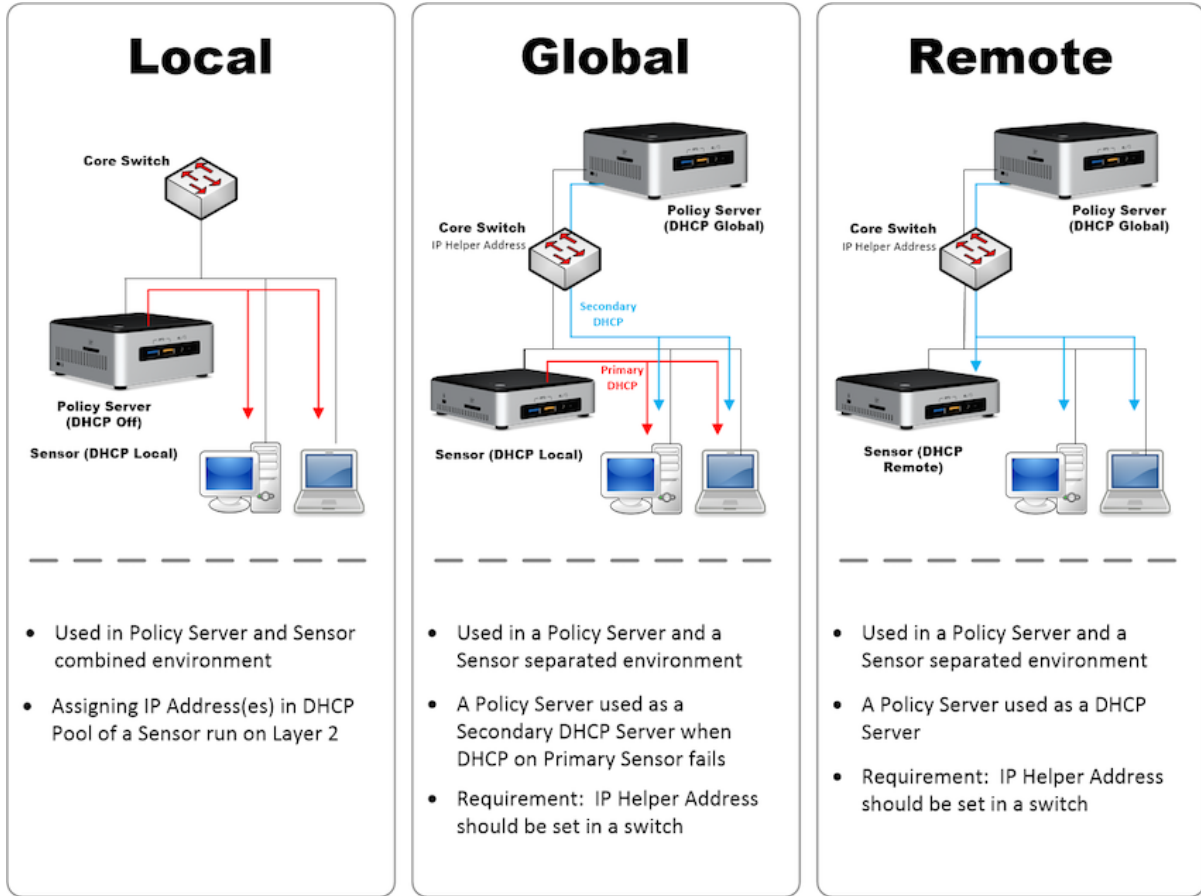 Local
Core Switch
Policy Server
(DHCP Off)
Sensor (DHCP Local)
• Used in Policy Server and Sensor
combined environment
• Assigning IP Address(es) in DHCP
Pool of a Sensor run on Layer 2
Global
Policy Server
(DHCP Global)
Core Switch
IP Helper Address
Secondary
DHCP
Primary
DHCP
Sensor (DHCP Local)
• Used in a Policy Server and a
Sensor separated environment
• A Policy Server used as a
Secondary DHCP Server when
DHCP on Primary Sensor fails
• Requirement: IP Helper Address
should be set in a switch
Remote
Policy Server
(DHCP Global)
Core Switch
IP Helper Address
Sensor (DHCP
Remote)
• Used in a Policy Server and a
Sensor separated environment
• A Policy Server used as a DHCP
Server
• Requirement: IP Helper Address
should be set in a switch